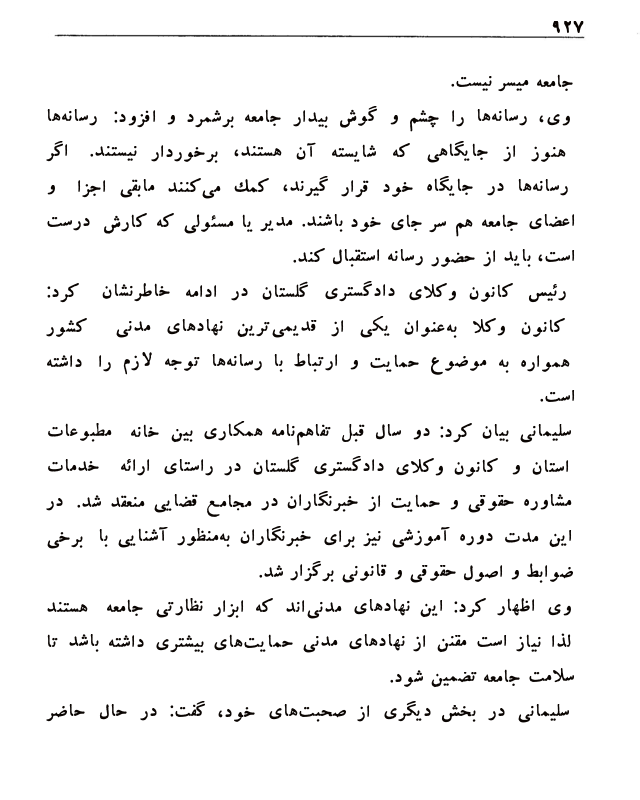 ۹۲۷
جامعه میسر نیست.
وی، رسانه‌ها را چشم و گوش بیدار جامعه برشمرد و افزود: رسانه‌ها
هنوز از جایگاهی که شایسته آن هستند، برخوردار نیستند. اگر
رسانه‌ها در جایگاه خود قرار گیرند، کمك می‌کنند مابقی اجزا و
اعضای جامعه هم سر جای خود باشند. مدیر یا مسئولی که کارش درست
است، باید از حضور رسانه استقبال کند.
رئیس کانون وکلای دادگستری گلستان در ادامه خاطرنشان کرد:
کانون وکلا به‌عنوان یکی از قدیمی‌ترین نهادهای مدنی کشور
همواره به موضوع حمایت و ارتباط با رسانه‌ها توجه لازم را داشته
است.
سلیمانی بیان کرد: دو سال قبل تفاهم‌نامه همکاری بین خانه مطبوعات
استان و کانون وکلای دادگستری گلستان در راستای ارائه خدمات
مشاوره حقوقی و حمایت از خبرنگاران در مجامع قضایی منعقد شد. در
این مدت دوره آموزشی نیز برای خبرنگاران به‌منظور آشنایی با برخی
ضوابط و اصول حقوقی و قانونی برگزار شد.
وی اظهار کرد: این نهادهای مدنی‌اند که ابزار نظارتی جامعه هستند
لذا نیاز است مقنن از نهادهای مدنی حمایت‌های بیشتری داشته باشد تا
سلامت جامعه تضمین شود.
سلیمانی در بخش دیگری از صحبت‌های خود، گفت: در حال حاضر